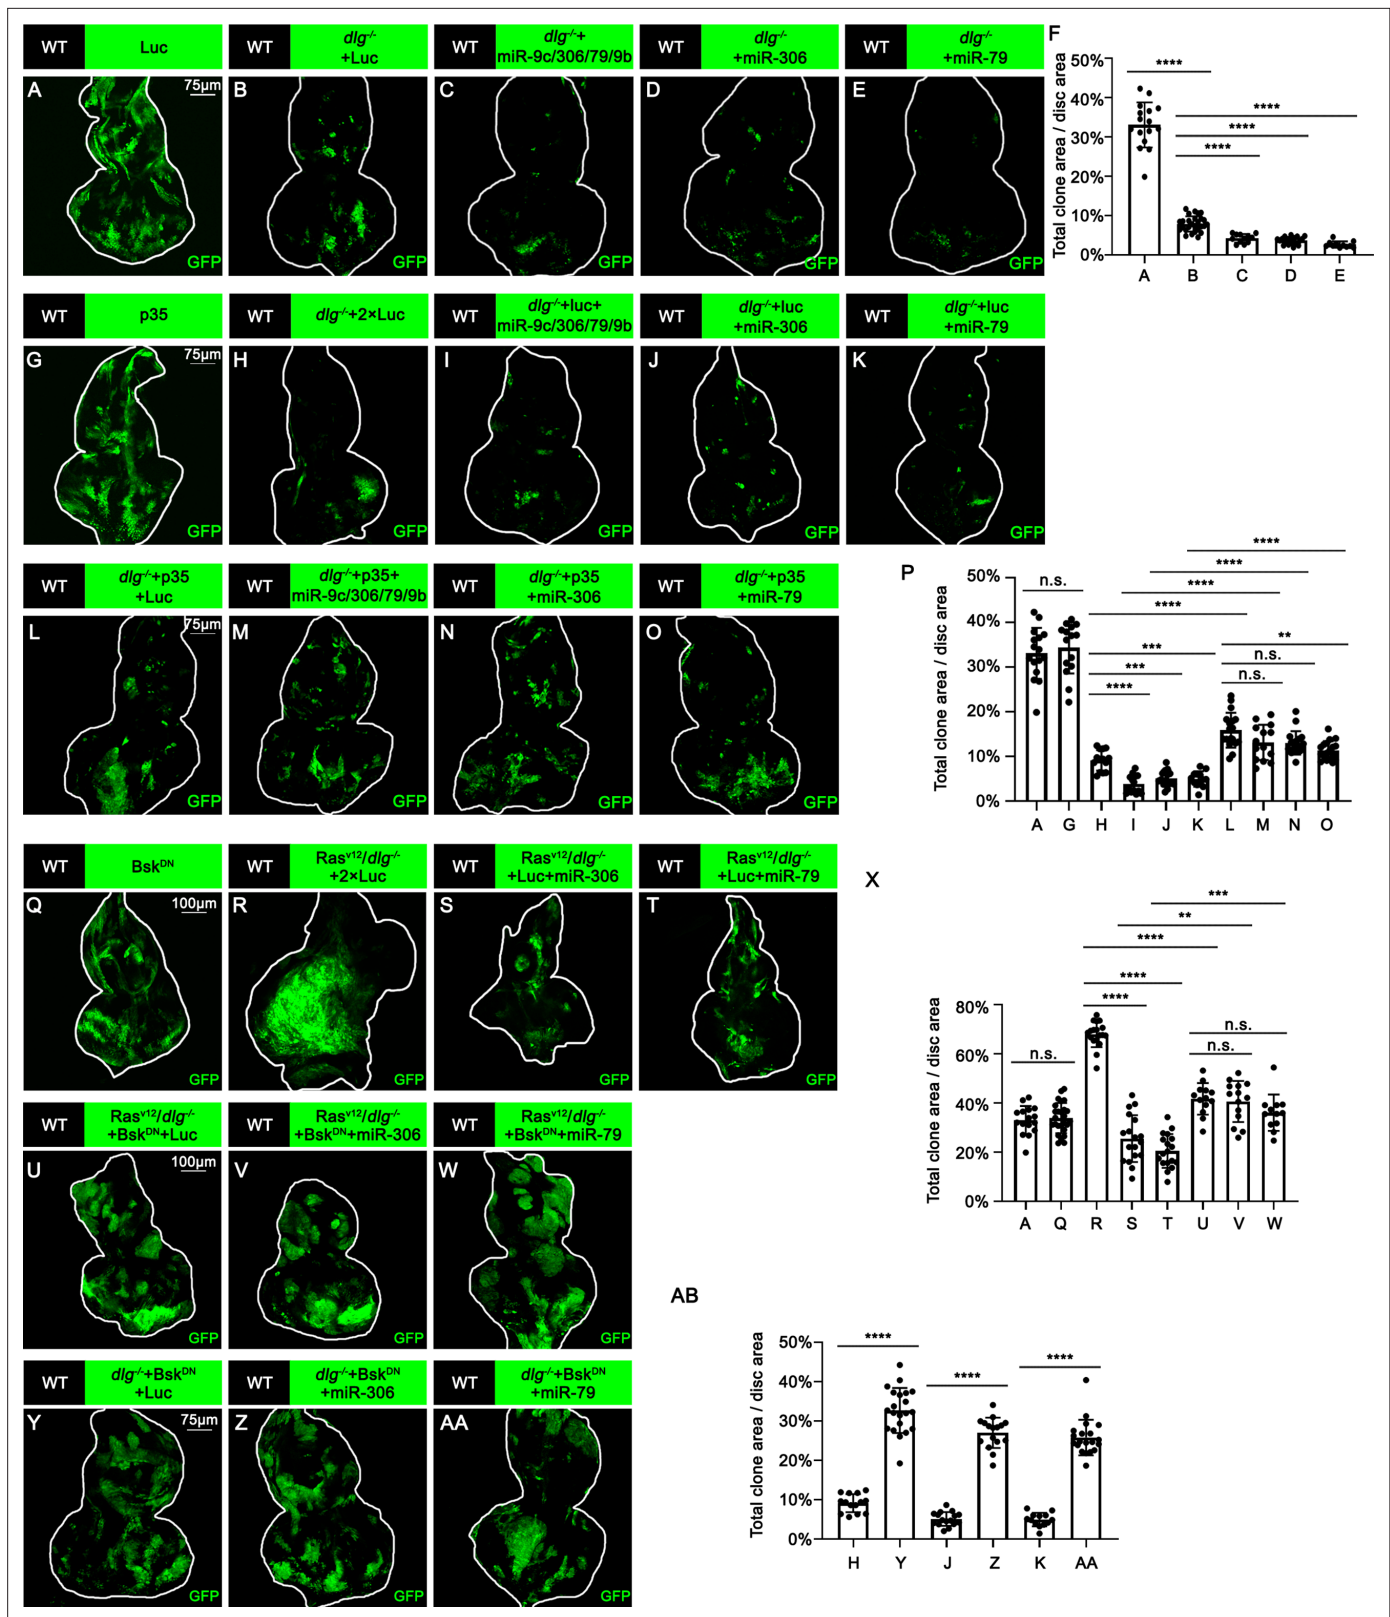 WT Luc
WT dlg-/-
+Luc
WT dlg-/-+
miR-9c/306/79/9b
WT dlg-/-
+miR-306
WT dlg-/-
+miR-79
A 75μm GFP
B GFP
C GFP
D GFP
E GFP
F
Total clone area / disc area
50%
40%
30%
20%
10%
0%
****
****
****
****
A B C D E
WT p35
WT dlg-/-+2×Luc
WT dlg-/-+luc+
miR-9c/306/79/9b
WT dlg-/-+luc
+miR-306
WT dlg-/-+luc
+miR-79
G 75μm GFP
H GFP
I GFP
J GFP
K GFP
WT dlg-/-+p35
+Luc
WT dlg-/-+p35+
miR-9c/306/79/9b
WT dlg-/-+p35
+miR-306
WT dlg-/-+p35
+miR-79
L 75μm GFP
M GFP
N GFP
O GFP
P
Total clone area / disc area
50%
40%
30%
20%
10%
0%
****
****
****
****
n.s.
***
***
****
**
n.s.
n.s.
A G H I J K L M N O
WT BskDN
WT Rasv12/dlg-/-
+2×Luc
WT Rasv12/dlg-/-
+Luc+miR-306
WT Rasv12/dlg-/-
+Luc+miR-79
Q 100μm GFP
R GFP
S GFP
T GFP
WT Rasv12/dlg-/-
+BskDN+Luc
WT Rasv12/dlg-/-
+BskDN+miR-306
WT Rasv12/dlg-/-
+BskDN+miR-79
U 100μm GFP
V GFP
W GFP
X
Total clone area / disc area
80%
60%
40%
20%
0%
***
**
****
****
****
n.s.
n.s.
n.s.
A Q R S T U V W
WT dlg-/-+BskDN
+Luc
WT dlg-/-+BskDN
+miR-306
WT dlg-/-+BskDN
+miR-79
Y 75μm GFP
Z GFP
AA GFP
AB
Total clone area / disc area
50%
40%
30%
20%
10%
0%
****
****
****
H Y J Z K AA